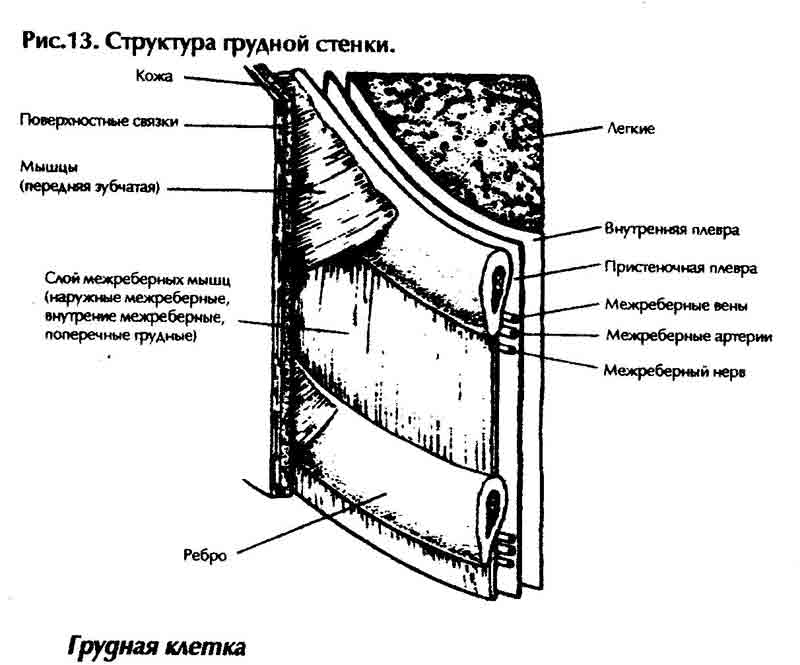 Рис.13. Структура грудной стенки.
Кожа
Поверхностные связки
Мышцы
(передняя зубчатая)
Слой межреберных мышц
(наружные межреберные,
внутрение межреберные,
поперечные грудные)
Ребро
Легкие
Внутренняя плевра
Пристеночная плевра
Межреберные вены
Межреберные артерии
Межреберный нерв
Грудная клетка